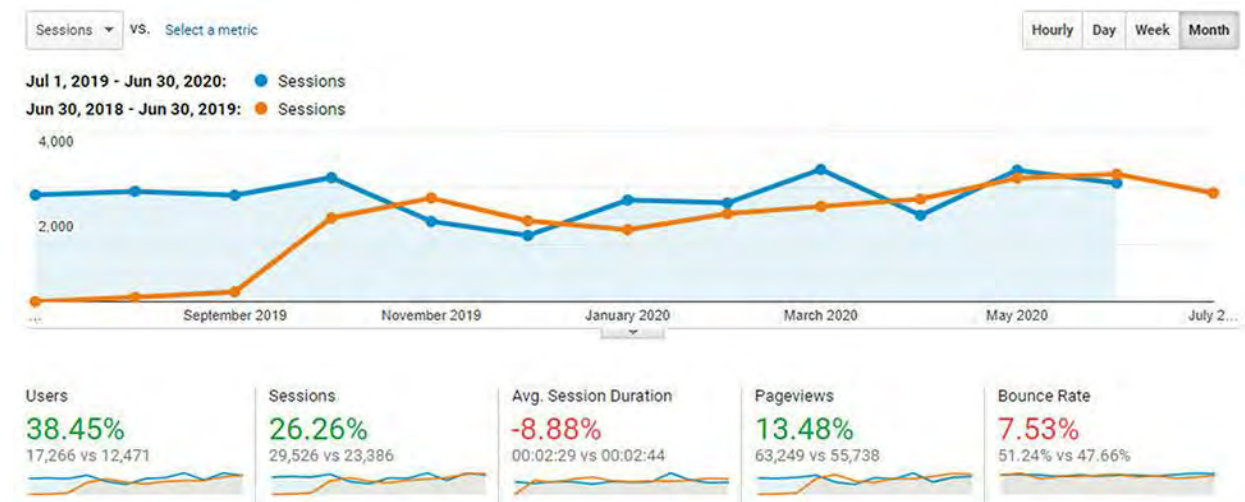 Sessions VS. Select a metric
Hourly Day Week Month
Jul 1, 2019 - Jun 30, 2020: Sessions
Jun 30, 2018 - Jun 30, 2019: Sessions
4,000
2,000
... September 2019 November 2019 January 2020 March 2020 May 2020 July 2...
Users Sessions Avg. Session Duration Pageviews Bounce Rate
38.45% 26.26% -8.88% 13.48% 7.53%
17,266 vs 12,471 29,526 vs 23,386 00:02:29 vs 00:02:44 63,249 vs 55,738 51.24% vs 47.66%